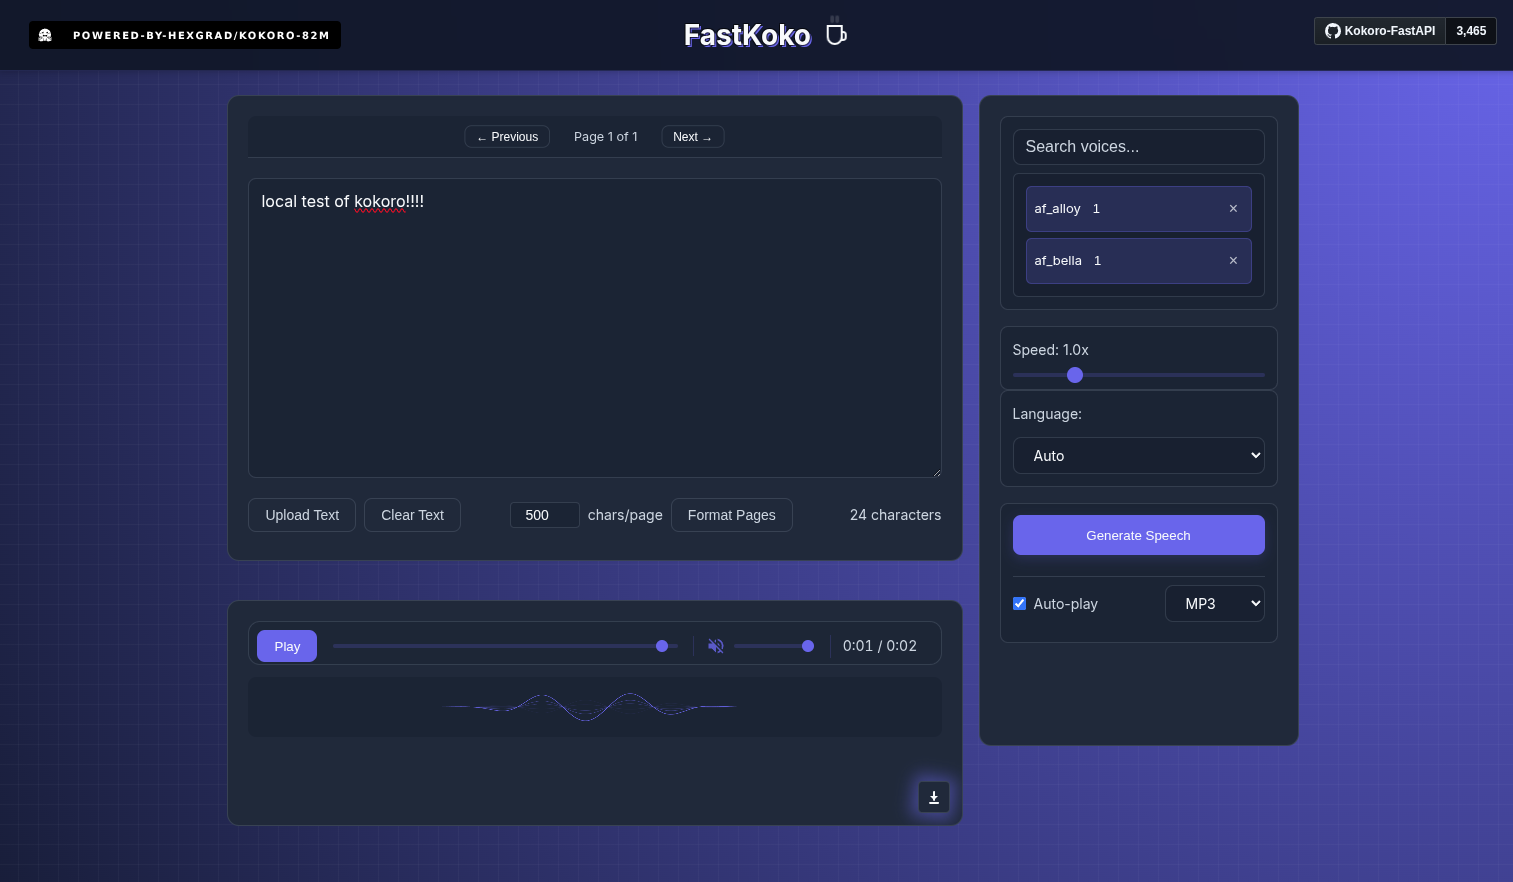 POWERED-BY-HEXGRAD/KOKORO-82M
FastKoko
Kokoro-FastAPI 3,465
← Previous Page 1 of 1 Next →
local test of kokoro!!!!
Upload Text Clear Text 500 chars/page Format Pages 24 characters
Play 0:01 / 0:02
Search voices...
af_alloy 1 ×
af_bella 1 ×
Speed: 1.0x
Language:
Auto
Generate Speech
Auto-play MP3